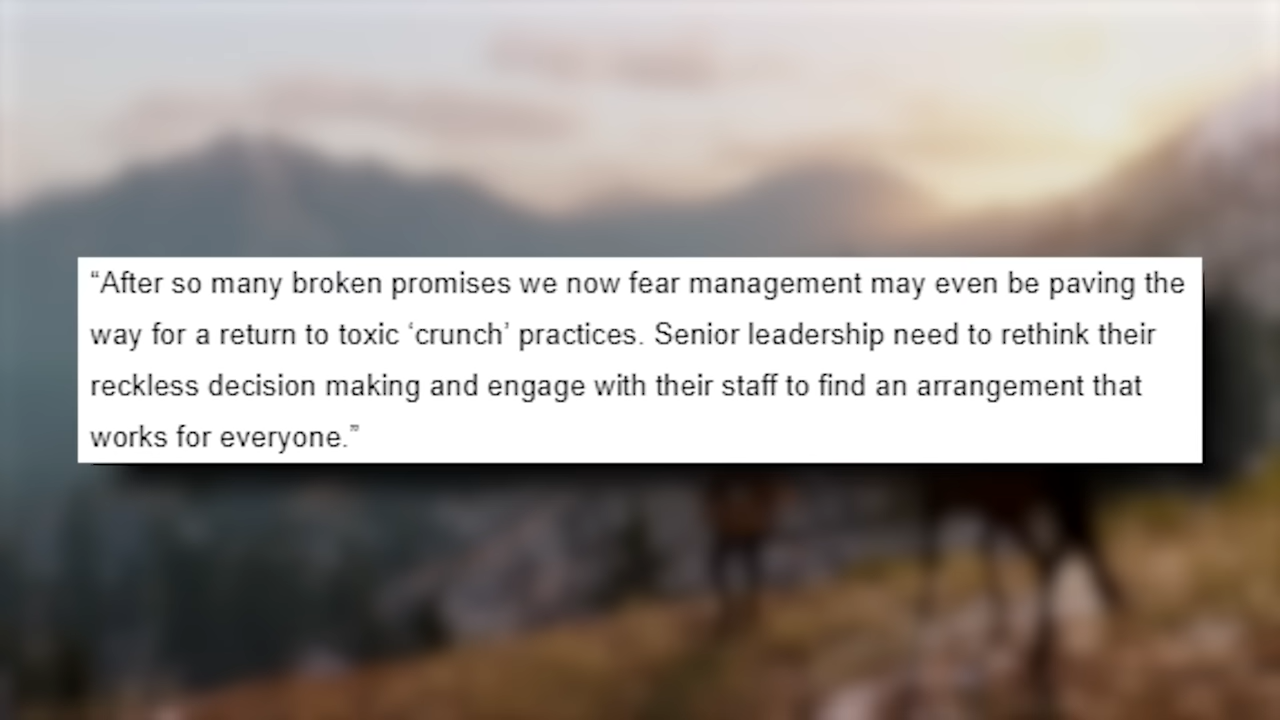 “After so many broken promises we now fear management may even be paving the
way for a return to toxic ‘crunch’ practices. Senior leadership need to rethink their
reckless decision making and engage with their staff to find an arrangement that
works for everyone.”